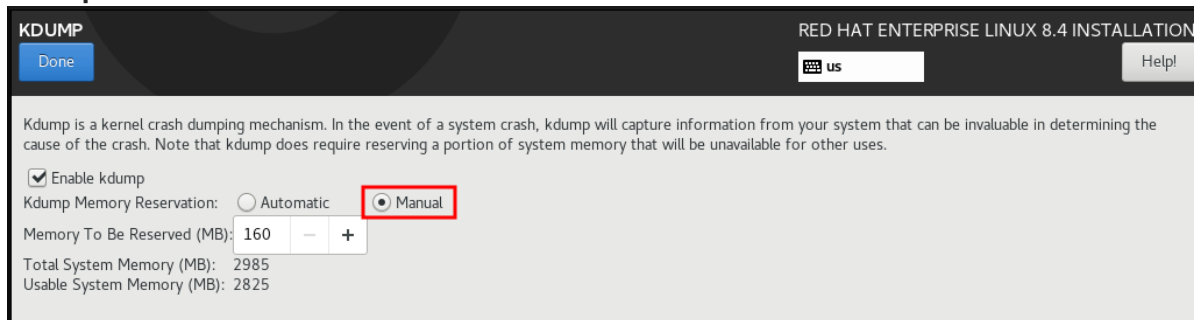 KDUMP
RED HAT ENTERPRISE LINUX 8.4 INSTALLATION
Done
us
Help!
Kdump is a kernel crash dumping mechanism. In the event of a system crash, kdump will capture information from your system that can be invaluable in determining the
cause of the crash. Note that kdump does require reserving a portion of system memory that will be unavailable for other uses.
Enable kdump
Kdump Memory Reservation: Automatic Manual
Memory To Be Reserved (MB): 160 − +
Total System Memory (MB): 2985
Usable System Memory (MB): 2825